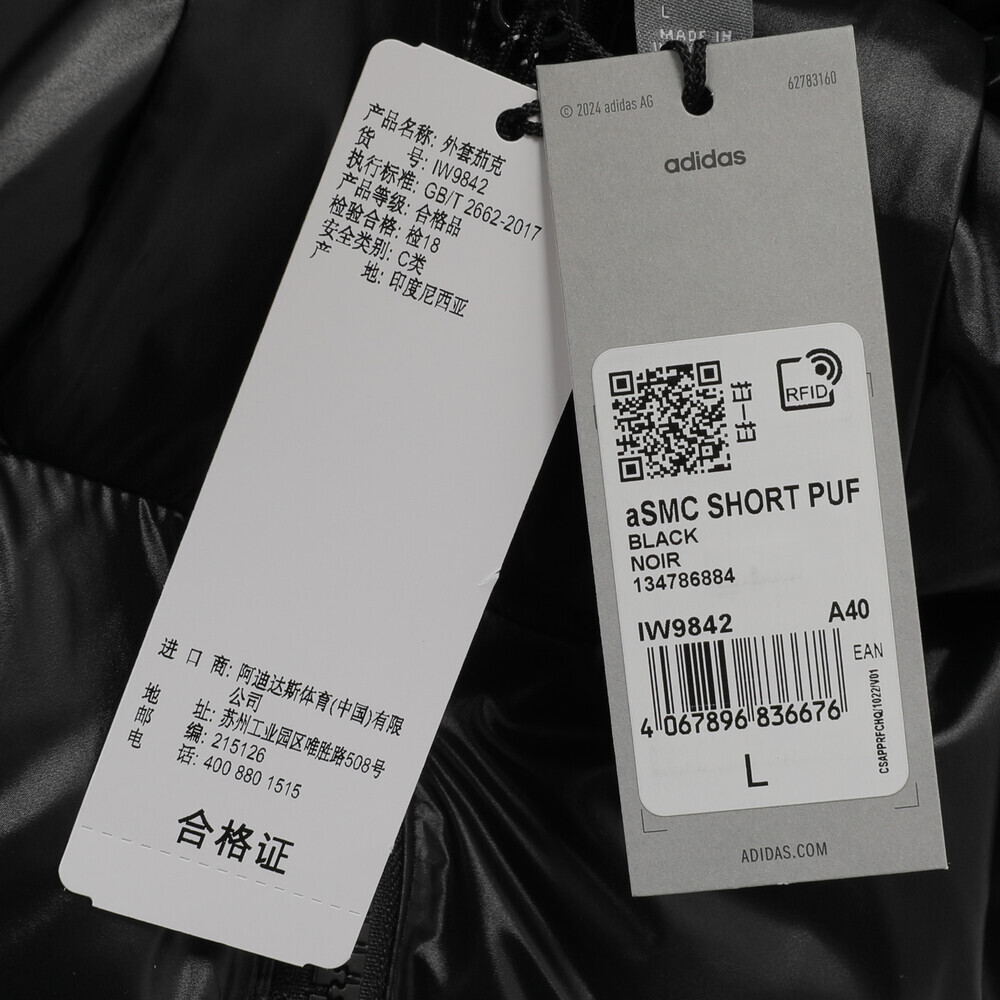 产品名称: 外套茄克
货 号: IW9842
执行标准: GB/T 2662-2017
产品等级: 合格品
检验合格: 检18
安全类别: C类
产 地: 印度尼西亚
进 口 商: 阿迪达斯体育(中国)有限
公司
地 址: 苏州工业园区唯胜路508号
邮 编: 215126
电 话: 400 880 1515
合格证
L
MADE IN
© 2024 adidas AG
62783160
adidas
扫一扫
RFID
aSMC SHORT PUF
BLACK
NOIR
134786884
IW9842 A40
EAN
4 067896 836676
CSAPPRFCHQ/1022/V01
L
ADIDAS.COM